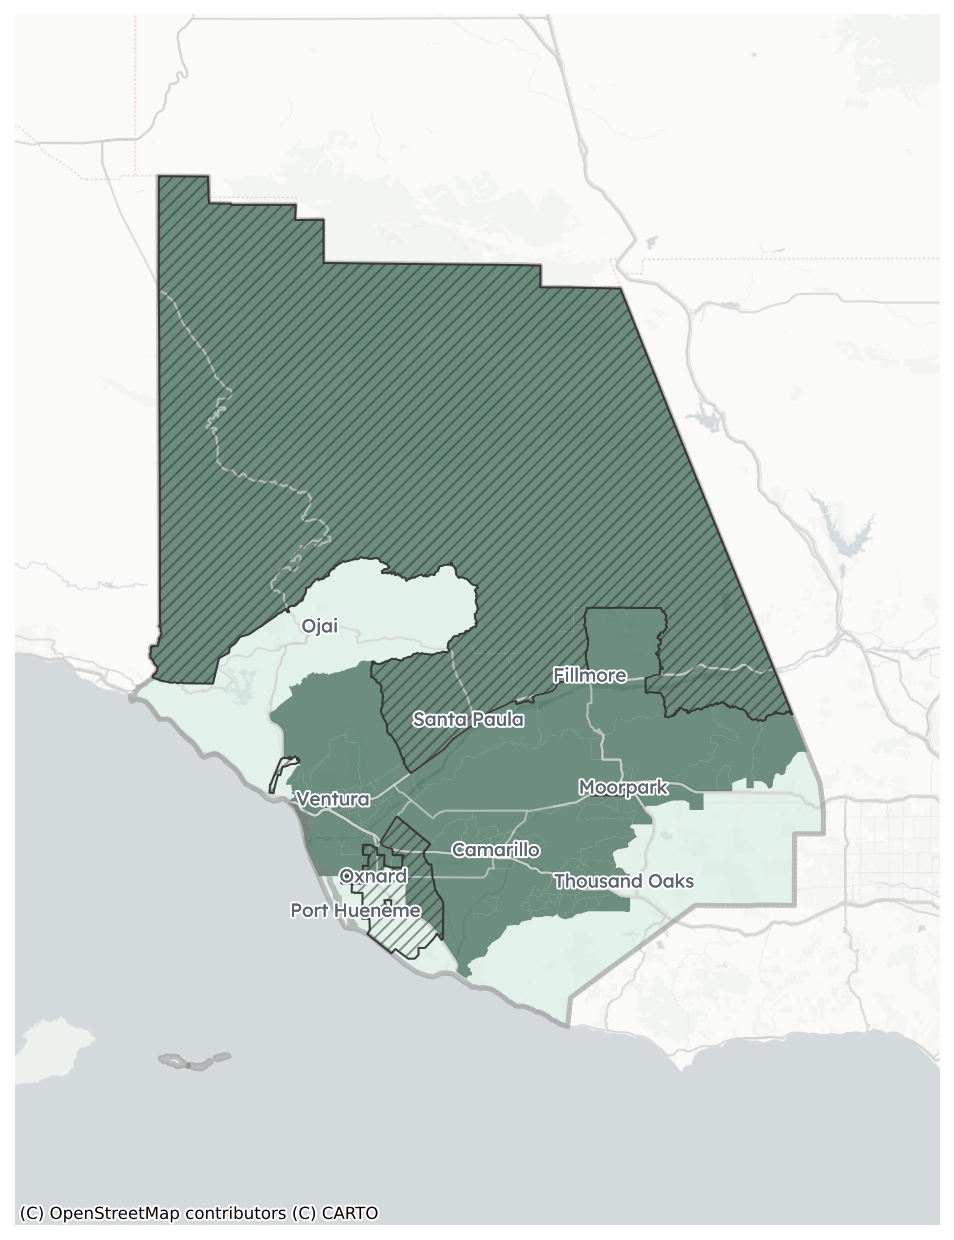 Ojai
Fillmore
Santa Paula
Moorpark
Ventura
Camarillo
Oxnard
Thousand Oaks
Port Hueneme
(C) OpenStreetMap contributors (C) CARTO